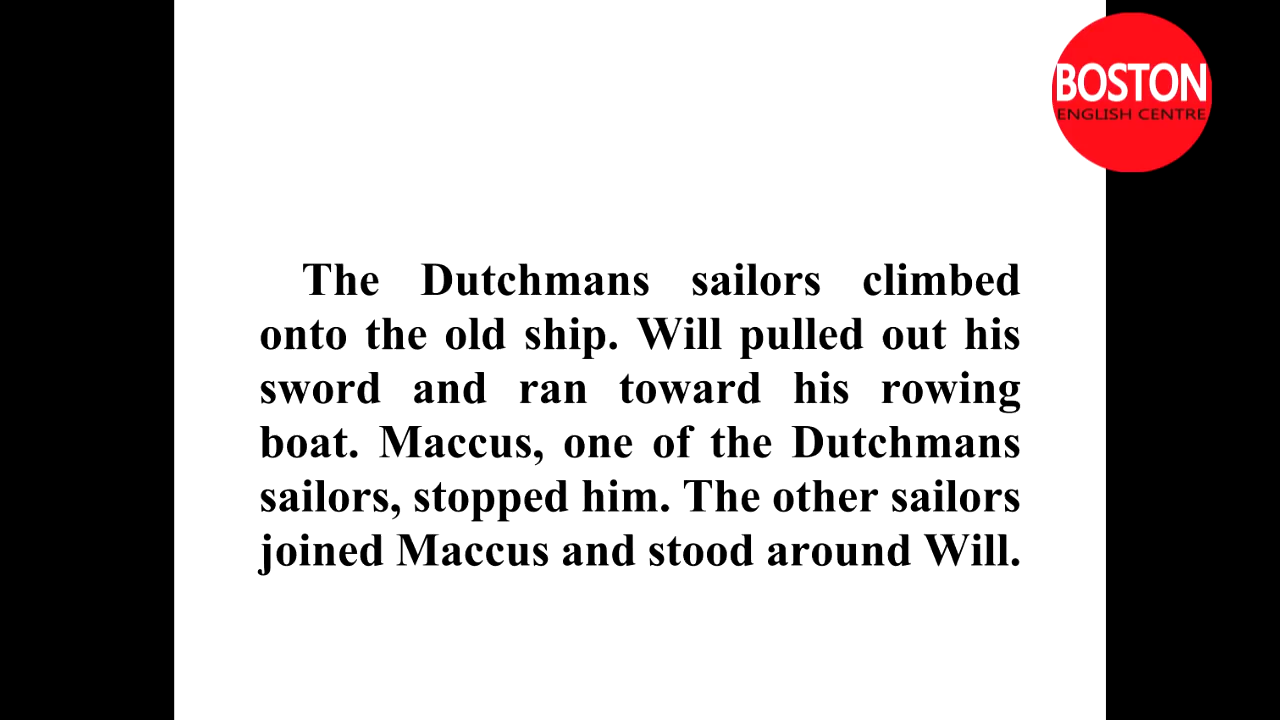 BOSTON
ENGLISH CENTRE
The Dutchmans sailors climbed
onto the old ship. Will pulled out his
sword and ran toward his rowing
boat. Maccus, one of the Dutchmans
sailors, stopped him. The other sailors
joined Maccus and stood around Will.